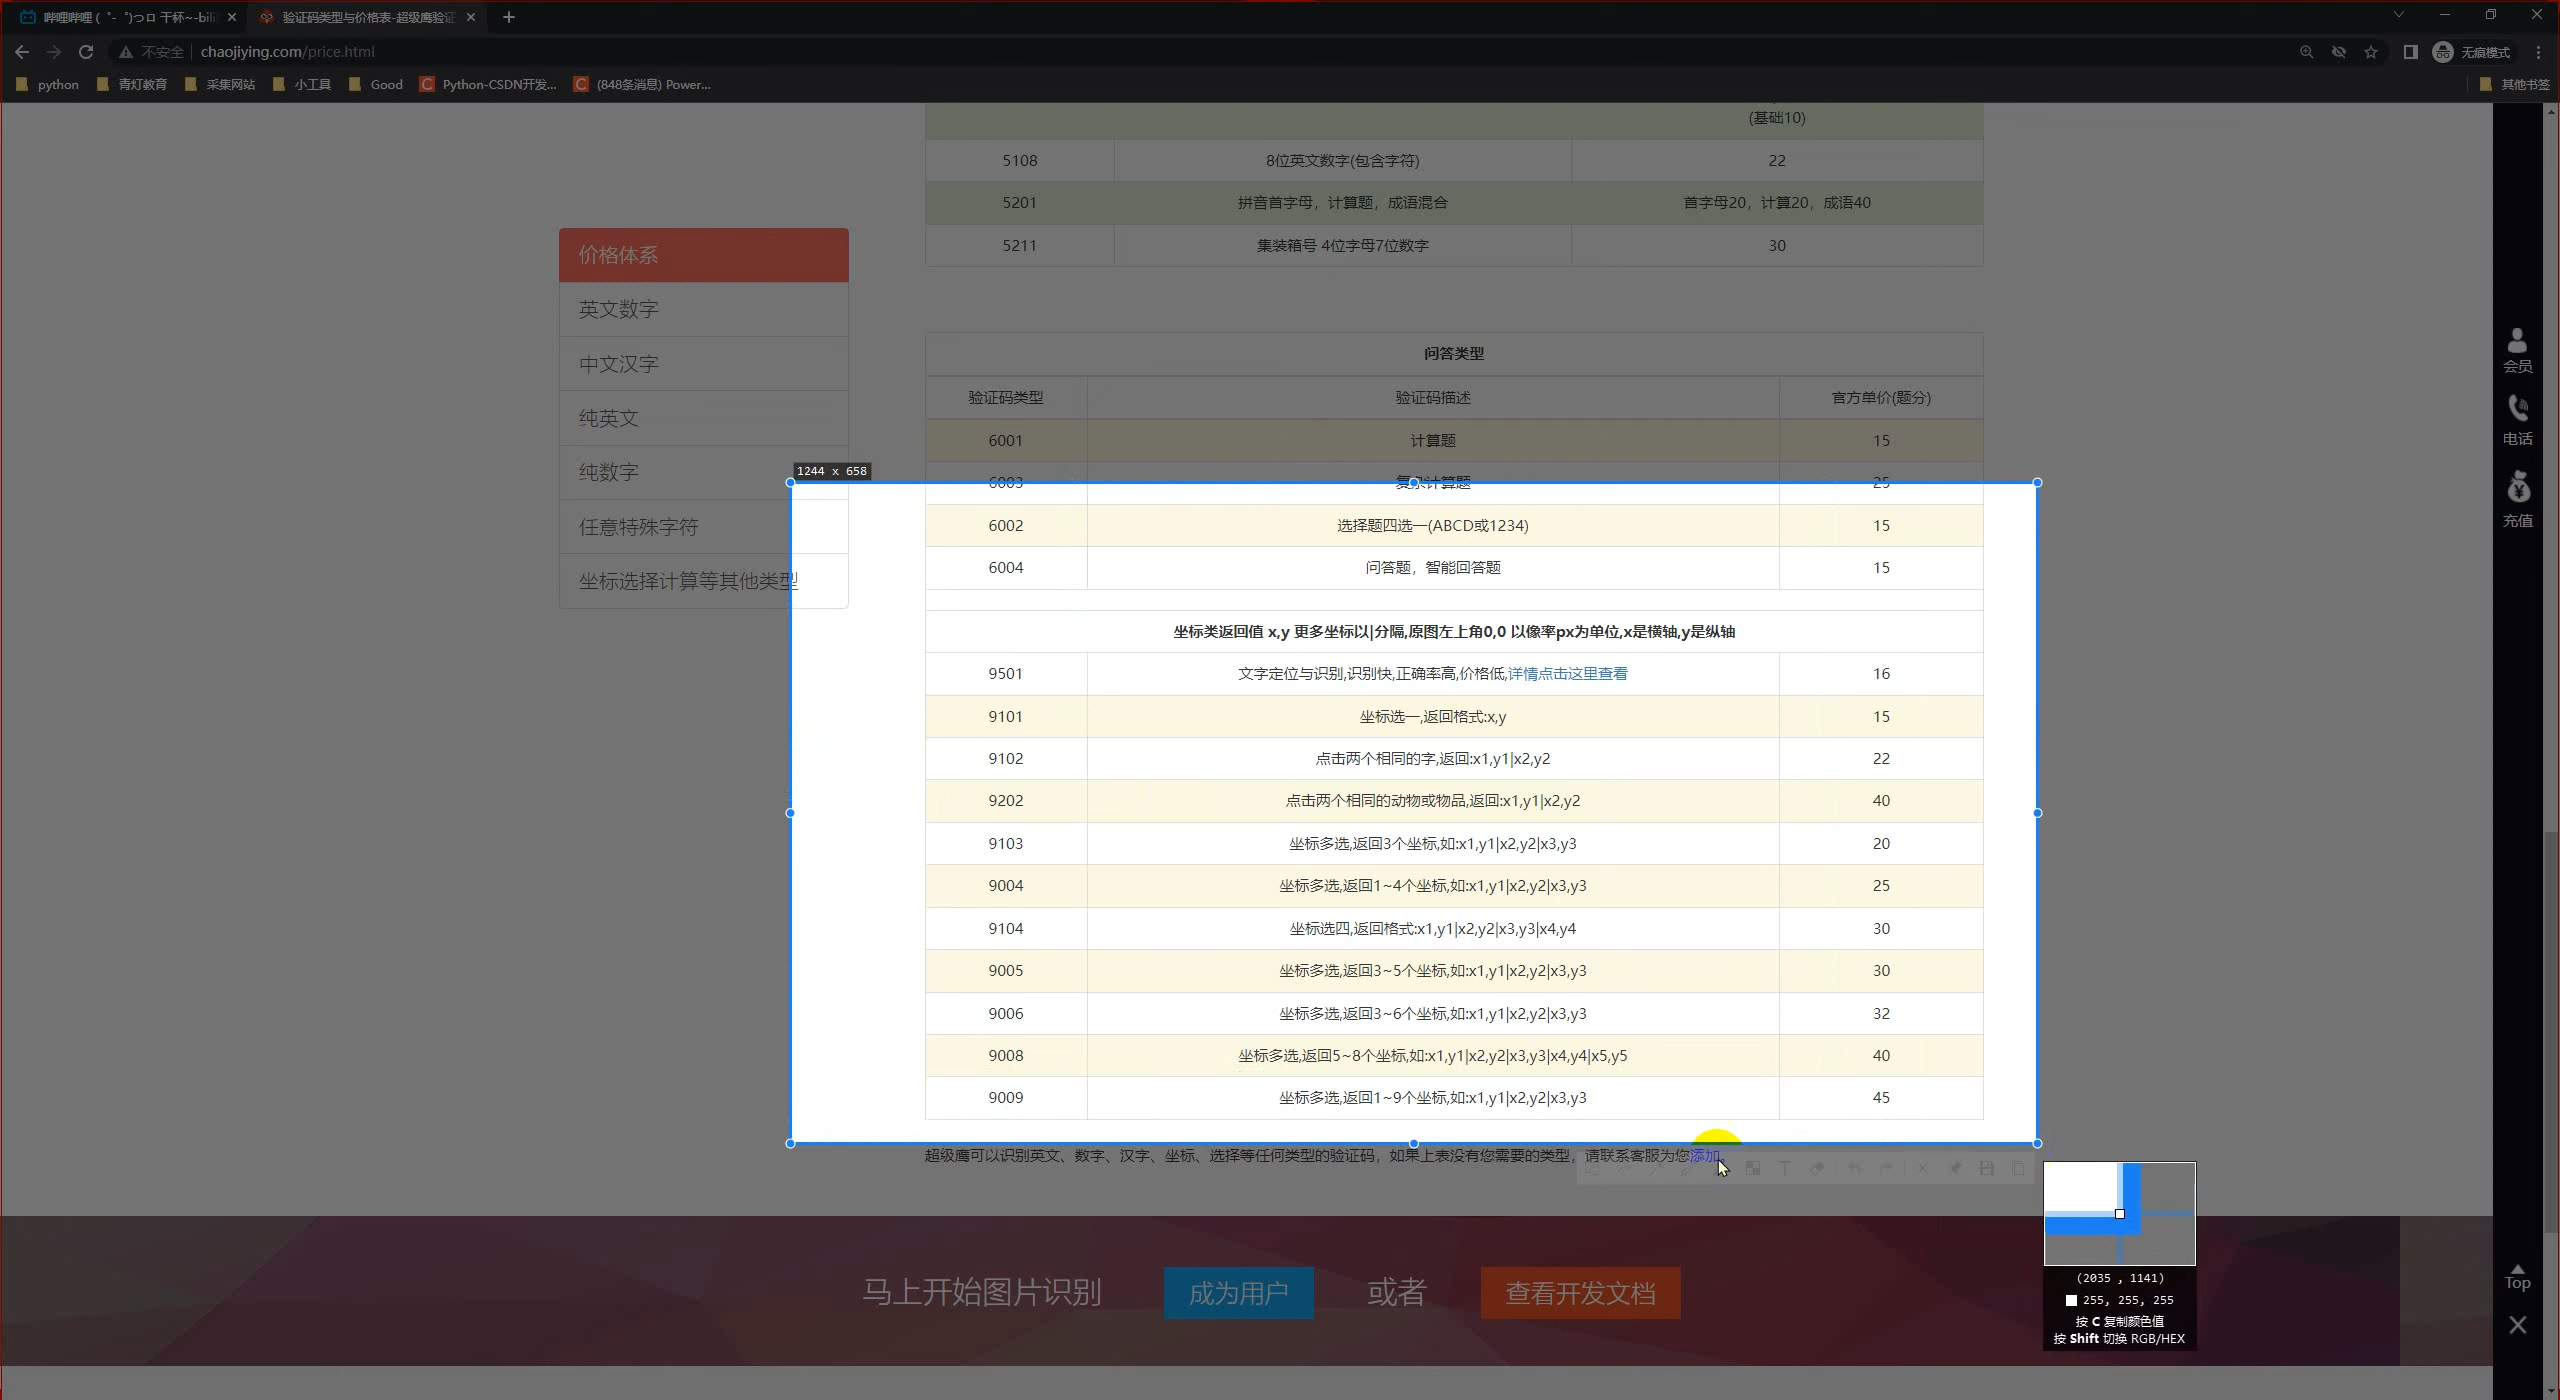 哔哩哔哩 (゜-゜)つロ 干杯~-bili
验证码类型与价格表-超级鹰验证
不安全 chaojiying.com/price.html
无痕模式
python 青灯教育 采集网站 小工具 Good Python-CSDN开发... (848条消息) Power...
其他书签
(基础10)
5108 8位英文数字(包含字符) 22
5201 拼音首字母，计算题，成语混合 首字母20，计算20，成语40
5211 集装箱号 4位字母7位数字 30
价格体系
英文数字
中文汉字
纯英文
纯数字
任意特殊字符
坐标选择计算等其他类型
问答类型
验证码类型 验证码描述 官方单价(题分)
6001 计算题 15
1244 x 658
6003 复杂计算题 25
6002 选择题四选一(ABCD或1234) 15
6004 问答题，智能回答题 15
坐标类返回值 x,y 更多坐标以|分隔,原图左上角0,0 以像率px为单位,x是横轴,y是纵轴
9501 文字定位与识别,识别快,正确率高,价格低,详情点击这里查看 16
9101 坐标选一,返回格式:x,y 15
9102 点击两个相同的字,返回:x1,y1|x2,y2 22
9202 点击两个相同的动物或物品,返回:x1,y1|x2,y2 40
9103 坐标多选,返回3个坐标,如:x1,y1|x2,y2|x3,y3 20
9004 坐标多选,返回1~4个坐标,如:x1,y1|x2,y2|x3,y3 25
9104 坐标选四,返回格式:x1,y1|x2,y2|x3,y3|x4,y4 30
9005 坐标多选,返回3~5个坐标,如:x1,y1|x2,y2|x3,y3 30
9006 坐标多选,返回3~6个坐标,如:x1,y1|x2,y2|x3,y3 32
9008 坐标多选,返回5~8个坐标,如:x1,y1|x2,y2|x3,y3|x4,y4|x5,y5 40
9009 坐标多选,返回1~9个坐标,如:x1,y1|x2,y2|x3,y3 45
超级鹰可以识别英文、数字、汉字、坐标、选择等任何类型的验证码，如果上表没有您需要的类型，请联系客服为您添加。
马上开始图片识别 成为用户 或者 查看开发文档
会员
电话
充值
Top
(2035 , 1141)
255, 255, 255
按 C 复制颜色值
按 Shift 切换 RGB/HEX